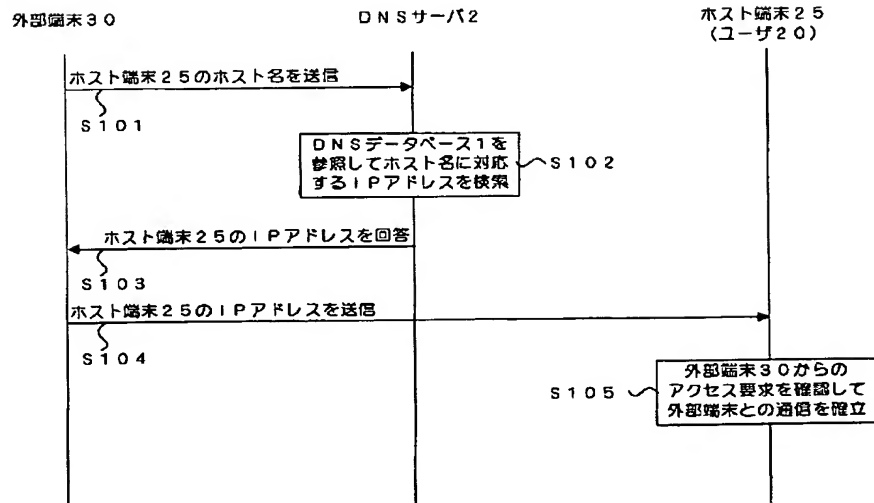 外部端末30
DNSサーバ2
ホスト端末25
(ユーザ20)
ホスト端末25のホスト名を送信
S101
DNSデータベース1を
参照してホスト名に対応
するIPアドレスを検索
S102
ホスト端末25のIPアドレスを回答
S103
ホスト端末25のIPアドレスを送信
S104
外部端末30からの
アクセス要求を確認して
外部端末との通信を確立
S105